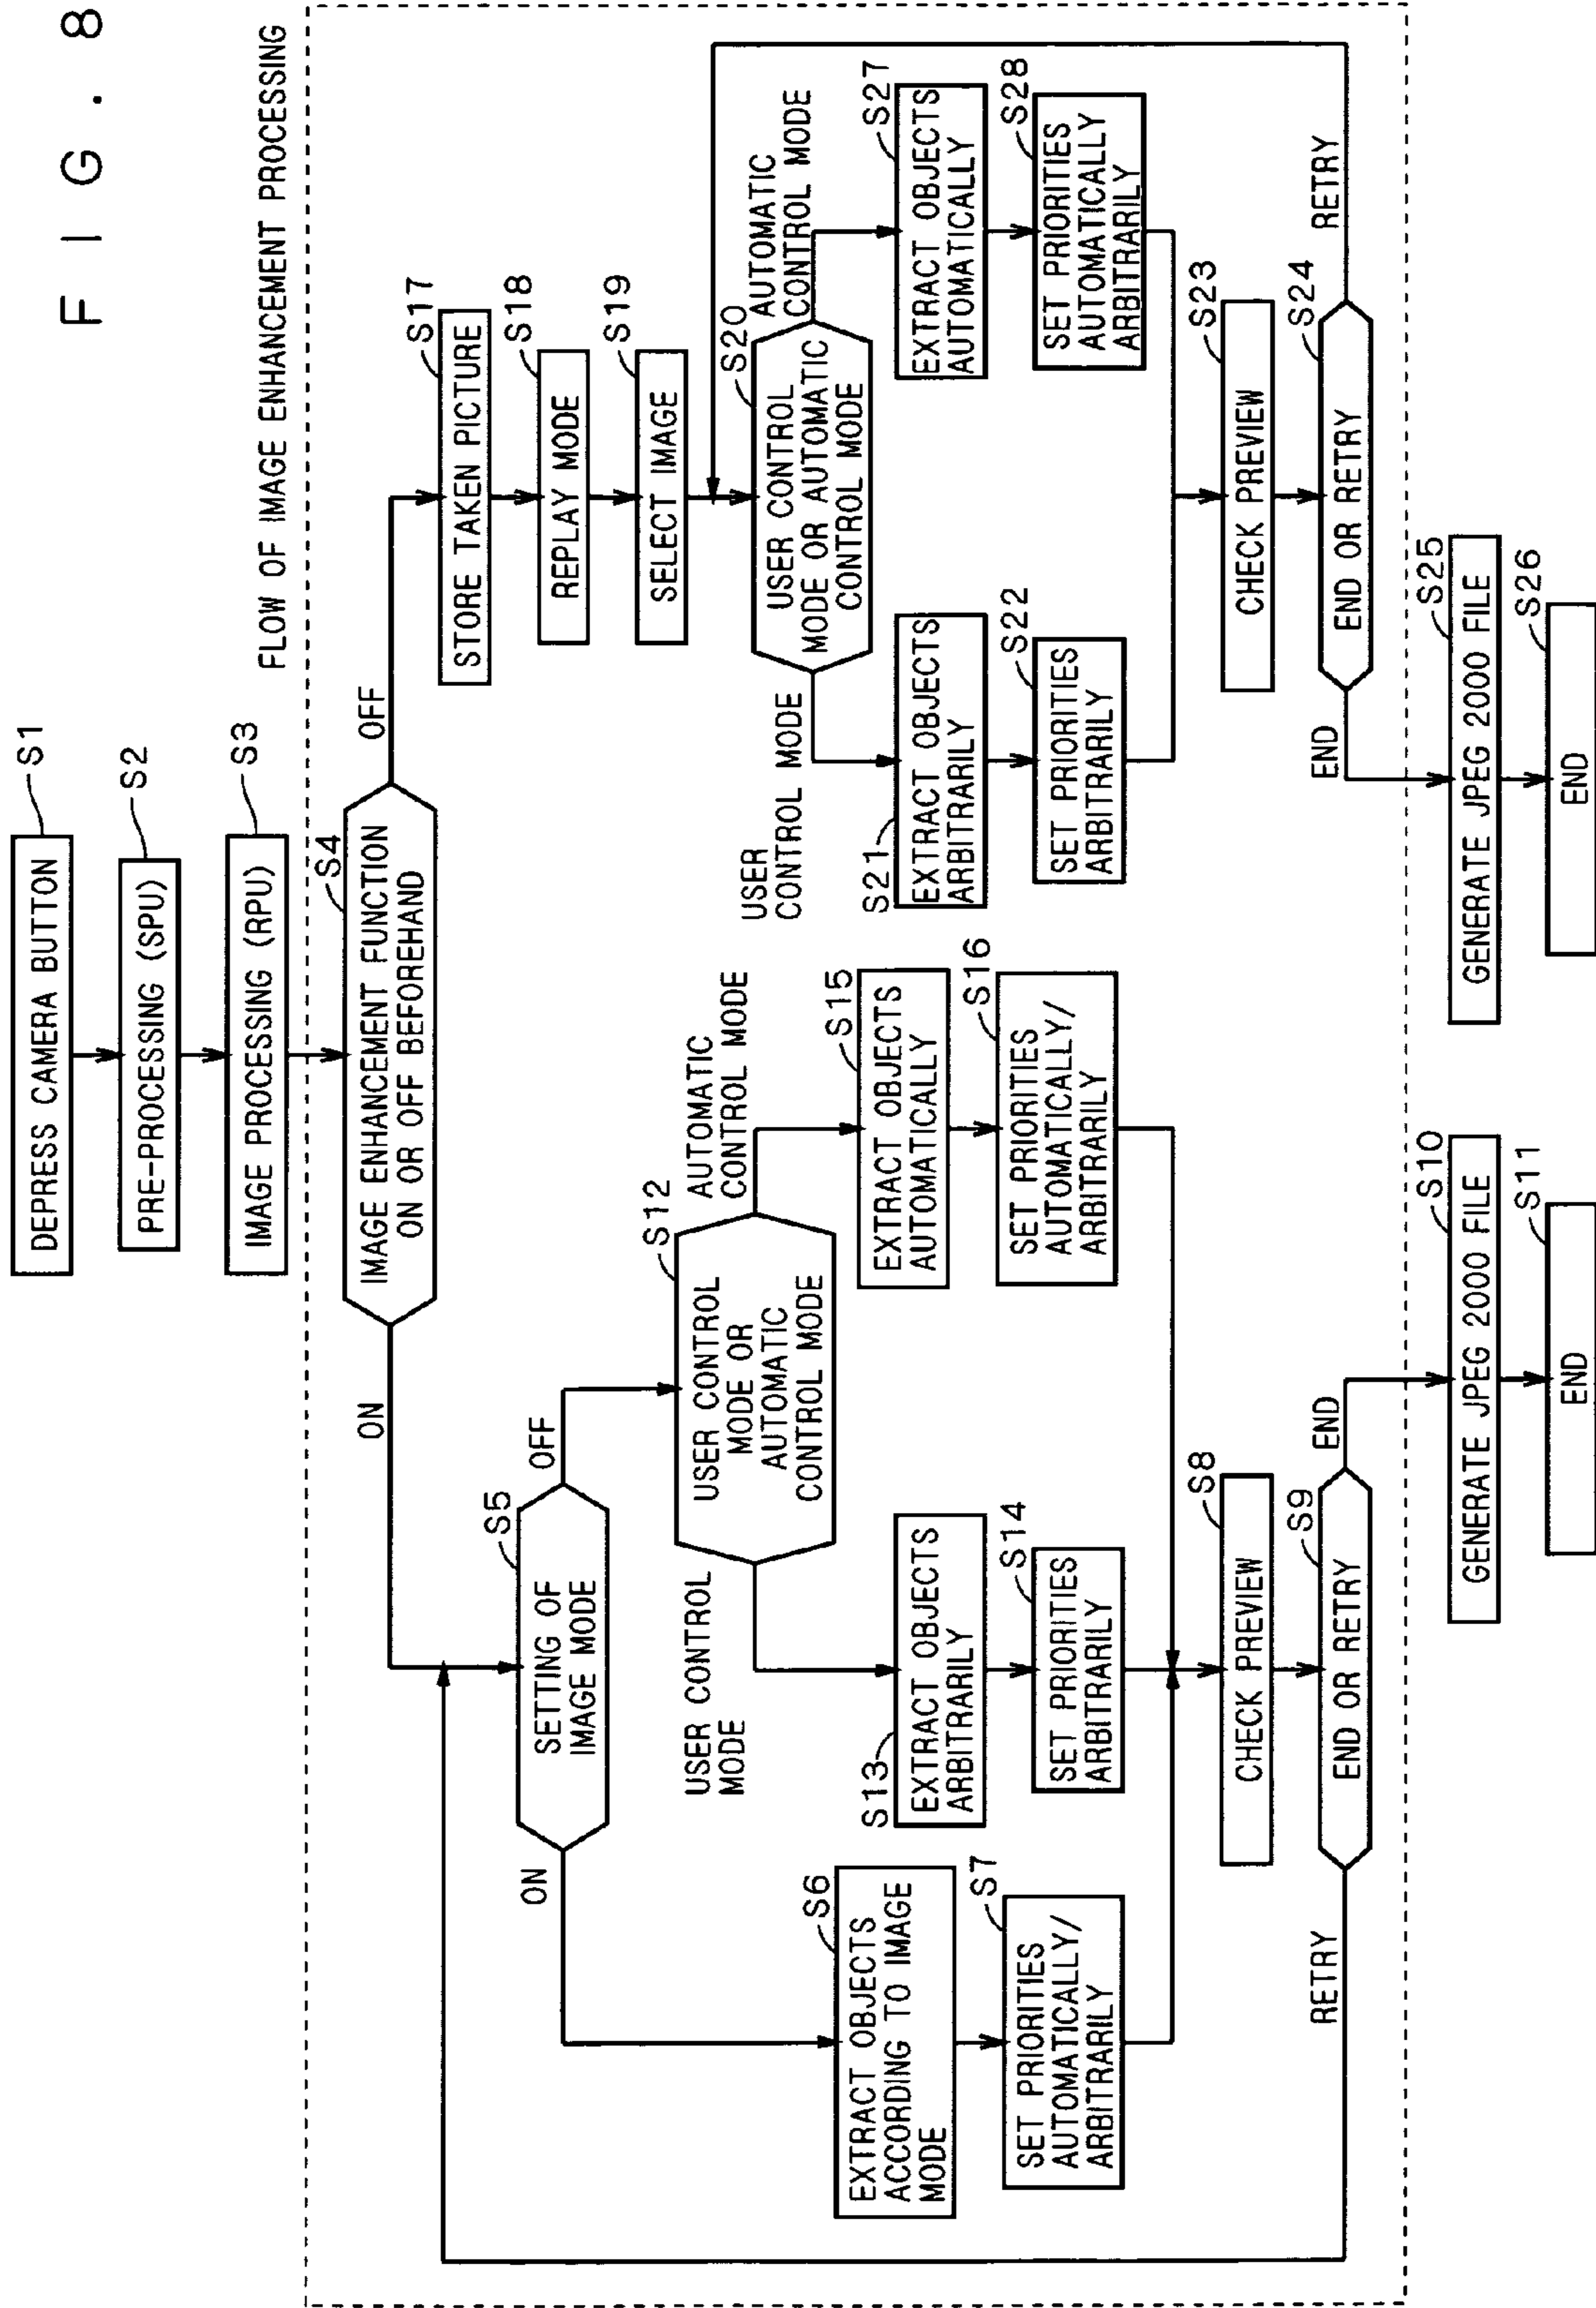 F I G . 8
DEPRESS CAMERA BUTTON
S1
PRE-PROCESSING (SPU)
S2
IMAGE PROCESSING (RPU)
S3
FLOW OF IMAGE ENHANCEMENT PROCESSING
S4
IMAGE ENHANCEMENT FUNCTION
ON OR OFF BEFOREHAND
ON
OFF
S5
SETTING OF
IMAGE MODE
ON
OFF
S6
EXTRACT OBJECTS
ACCORDING TO IMAGE
MODE
S7
SET PRIORITIES
AUTOMATICALLY/
ARBITRARILY
S12
USER CONTROL
MODE OR
AUTOMATIC
CONTROL MODE
USER CONTROL
MODE
AUTOMATIC
CONTROL MODE
S13
EXTRACT OBJECTS
ARBITRARILY
S14
SET PRIORITIES
ARBITRARILY
S15
EXTRACT OBJECTS
AUTOMATICALLY
S16
SET PRIORITIES
AUTOMATICALLY/
ARBITRARILY
CHECK PREVIEW
S8
S9
END OR RETRY
RETRY
END
S10
GENERATE JPEG 2000 FILE
S11
END
S17
STORE TAKEN PICTURE
S18
REPLAY MODE
S19
SELECT IMAGE
S20
USER CONTROL
MODE OR AUTOMATIC
CONTROL MODE
USER
CONTROL MODE
AUTOMATIC
CONTROL MODE
S21
EXTRACT OBJECTS
ARBITRARILY
S22
SET PRIORITIES
ARBITRARILY
S27
EXTRACT OBJECTS
AUTOMATICALLY
S28
SET PRIORITIES
AUTOMATICALLY
ARBITRARILY
CHECK PREVIEW
S23
S24
END OR RETRY
END
RETRY
S25
GENERATE JPEG 2000 FILE
S26
END